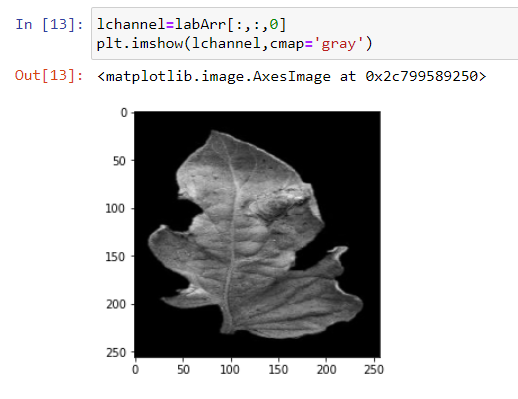 In [13]: lchannel=labArr[:,:,0]
plt.imshow(lchannel,cmap='gray')
Out[13]: <matplotlib.image.AxesImage at 0x2c799589250>
0
50
100
150
200
250
0 50 100 150 200 250